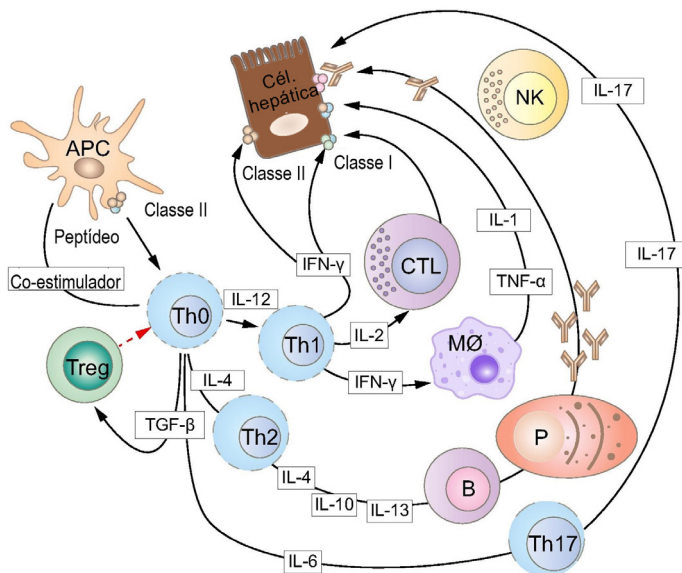 Cél.
hepática
NK
IL-17
APC
Classe II
Classe I
Classe II
Peptídeo
IL-1
IFN-γ
CTL
IL-17
Co-estimulador
TNF-α
IL-12
Th0
Th1
IL-2
MØ
Treg
IL-4
IFN-γ
TGF-β
Th2
P
IL-4
B
IL-10
IL-13
Th17
IL-6